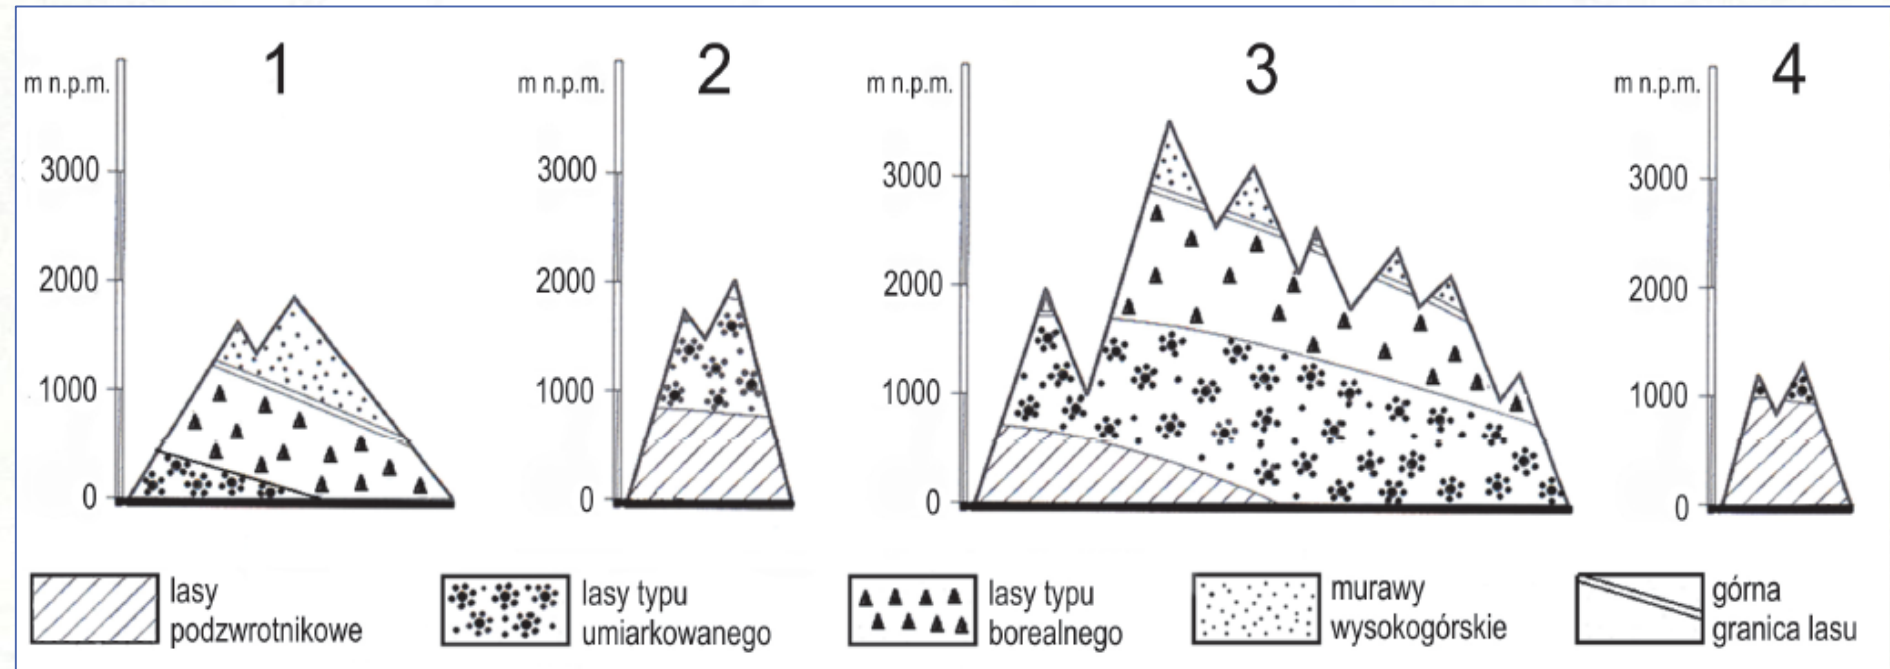 1
m n.p.m.
3000
2000
1000
0
2
m n.p.m.
3000
2000
1000
0
3
m n.p.m.
3000
2000
1000
0
4
m n.p.m.
3000
2000
1000
0
lasy
podzwrotnikowe
lasy typu
umiarkowanego
lasy typu
borealnego
murawy
wysokogórskie
górna
granica lasu